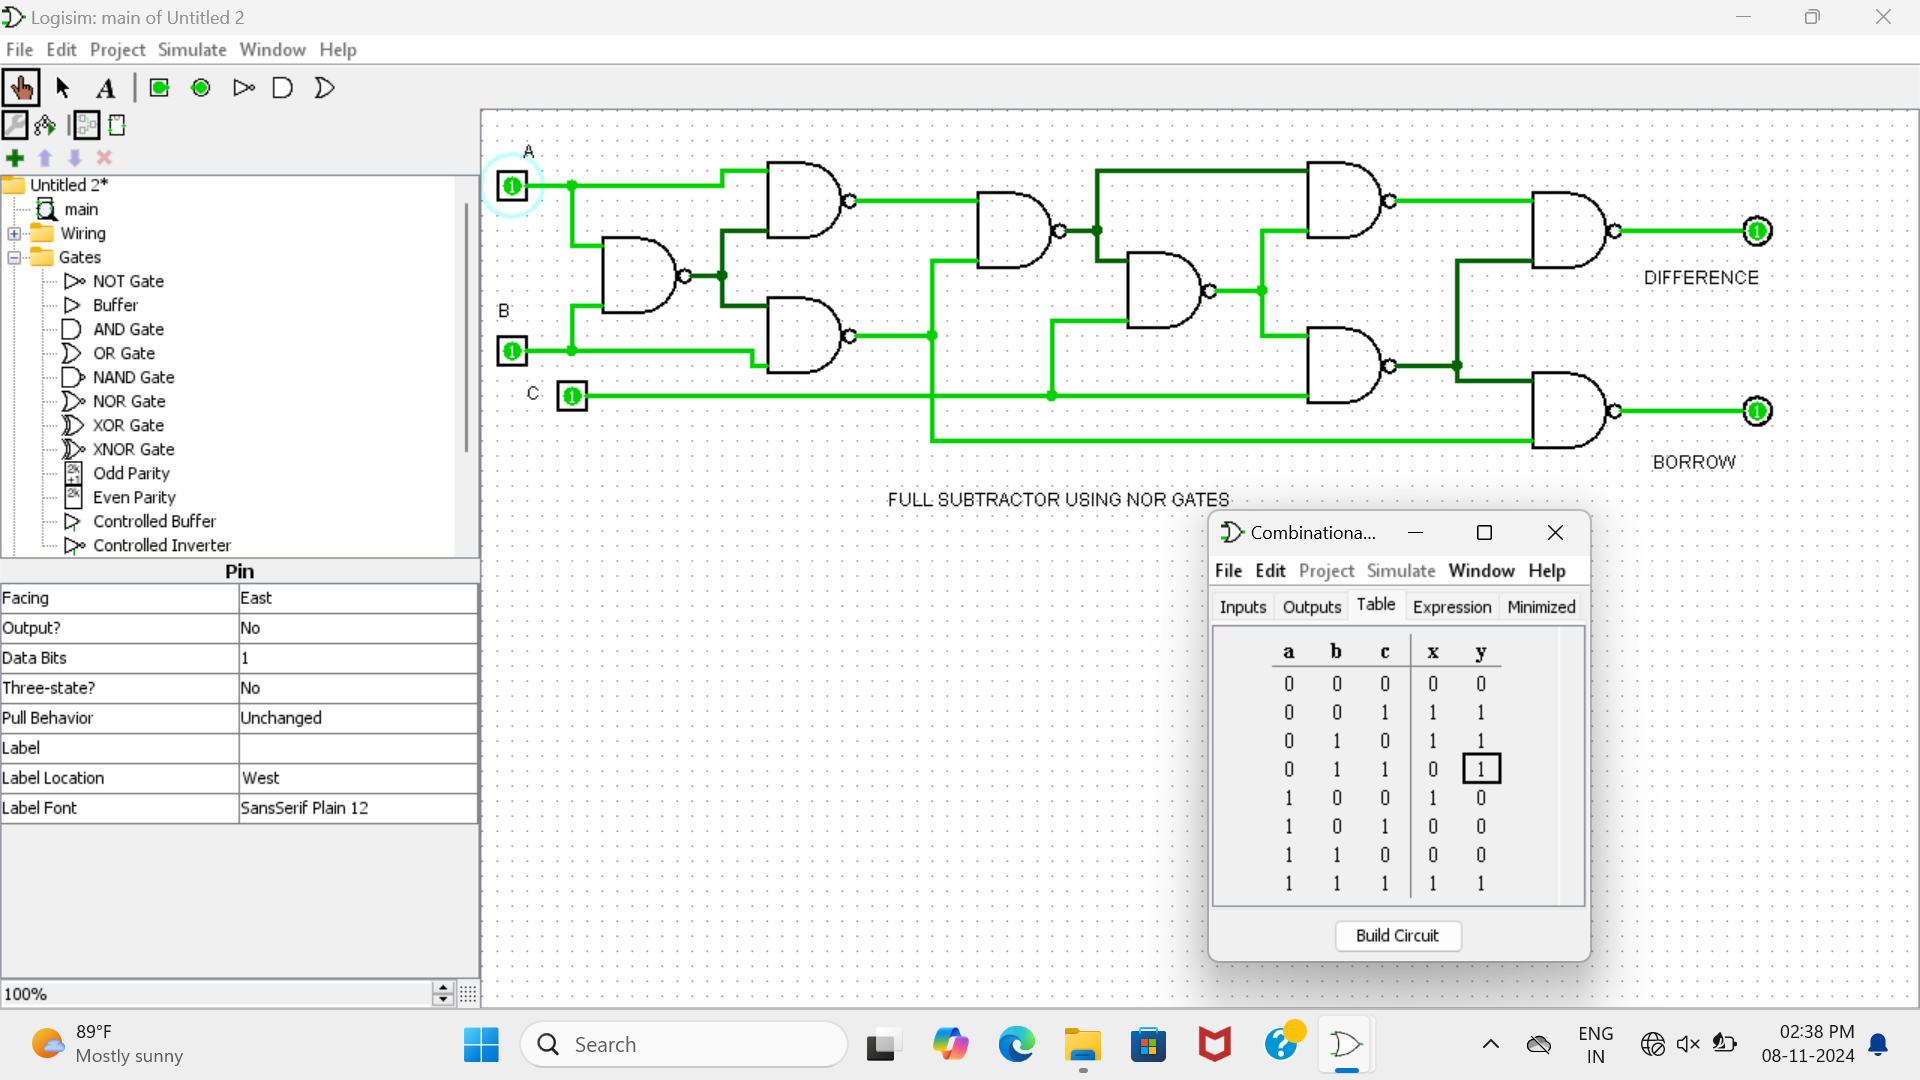 Logisim: main of Untitled 2
File Edit Project Simulate Window Help
A
Untitled 2*
main
Wiring
Gates
NOT Gate
Buffer
AND Gate
OR Gate
NAND Gate
NOR Gate
XOR Gate
XNOR Gate
2k
+1
Odd Parity
2k
Even Parity
Controlled Buffer
Controlled Inverter
Pin
Facing East
Output? No
Data Bits 1
Three-state? No
Pull Behavior Unchanged
Label
Label Location West
Label Font SansSerif Plain 12
100%
A
1
B
1
C 1
1
DIFFERENCE
1
BORROW
FULL SUBTRACTOR USING NOR GATES
Combinationa...
File Edit Project Simulate Window Help
Inputs Outputs Table Expression Minimized
a b c x y
0 0 0 0 0
0 0 1 1 1
0 1 0 1 1
0 1 1 0 1
1 0 0 1 0
1 0 1 0 0
1 1 0 0 0
1 1 1 1 1
Build Circuit
89°F
Mostly sunny
Search
ENG
IN
02:38 PM
08-11-2024